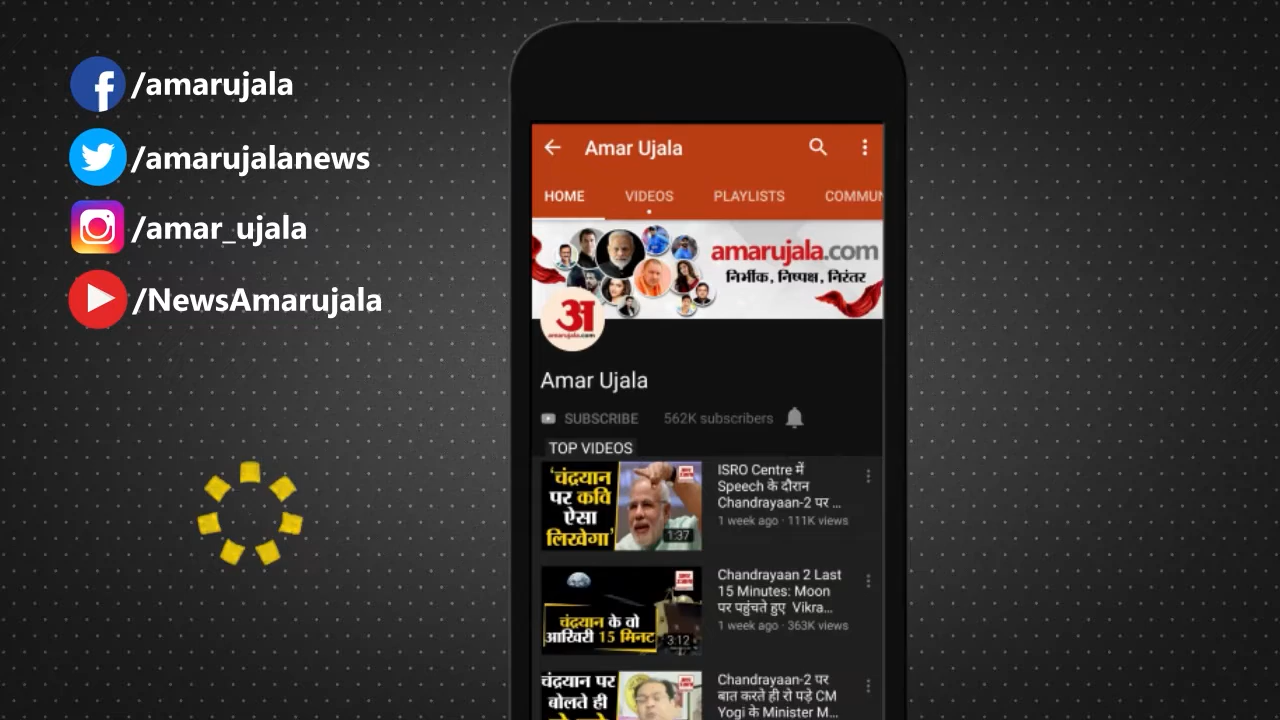 /amarujala
/amarujalanews
/amar_ujala
/NewsAmarujala
Amar Ujala
HOME VIDEOS PLAYLISTS COMMUN
amarujala.com
निर्भीक, निष्पक्ष, निरंतर
अ
amarujala.com
Amar Ujala
SUBSCRIBE 562K subscribers
TOP VIDEOS
'चंद्रयान
पर कवि
ऐसा
लिखेगा'
1:37
ISRO Centre में
Speech के दौरान
Chandrayaan-2 पर ...
1 week ago · 111K views
चंद्रयान के वो
आखिरी 15 मिनट
3:12
Chandrayaan 2 Last
15 Minutes: Moon
पर पहुंचते हुए Vikra...
1 week ago · 363K views
चंद्रयान पर
बोलते ही
Chandrayaan-2 पर
बात करते ही रो पड़े CM
Yogi के Minister M...